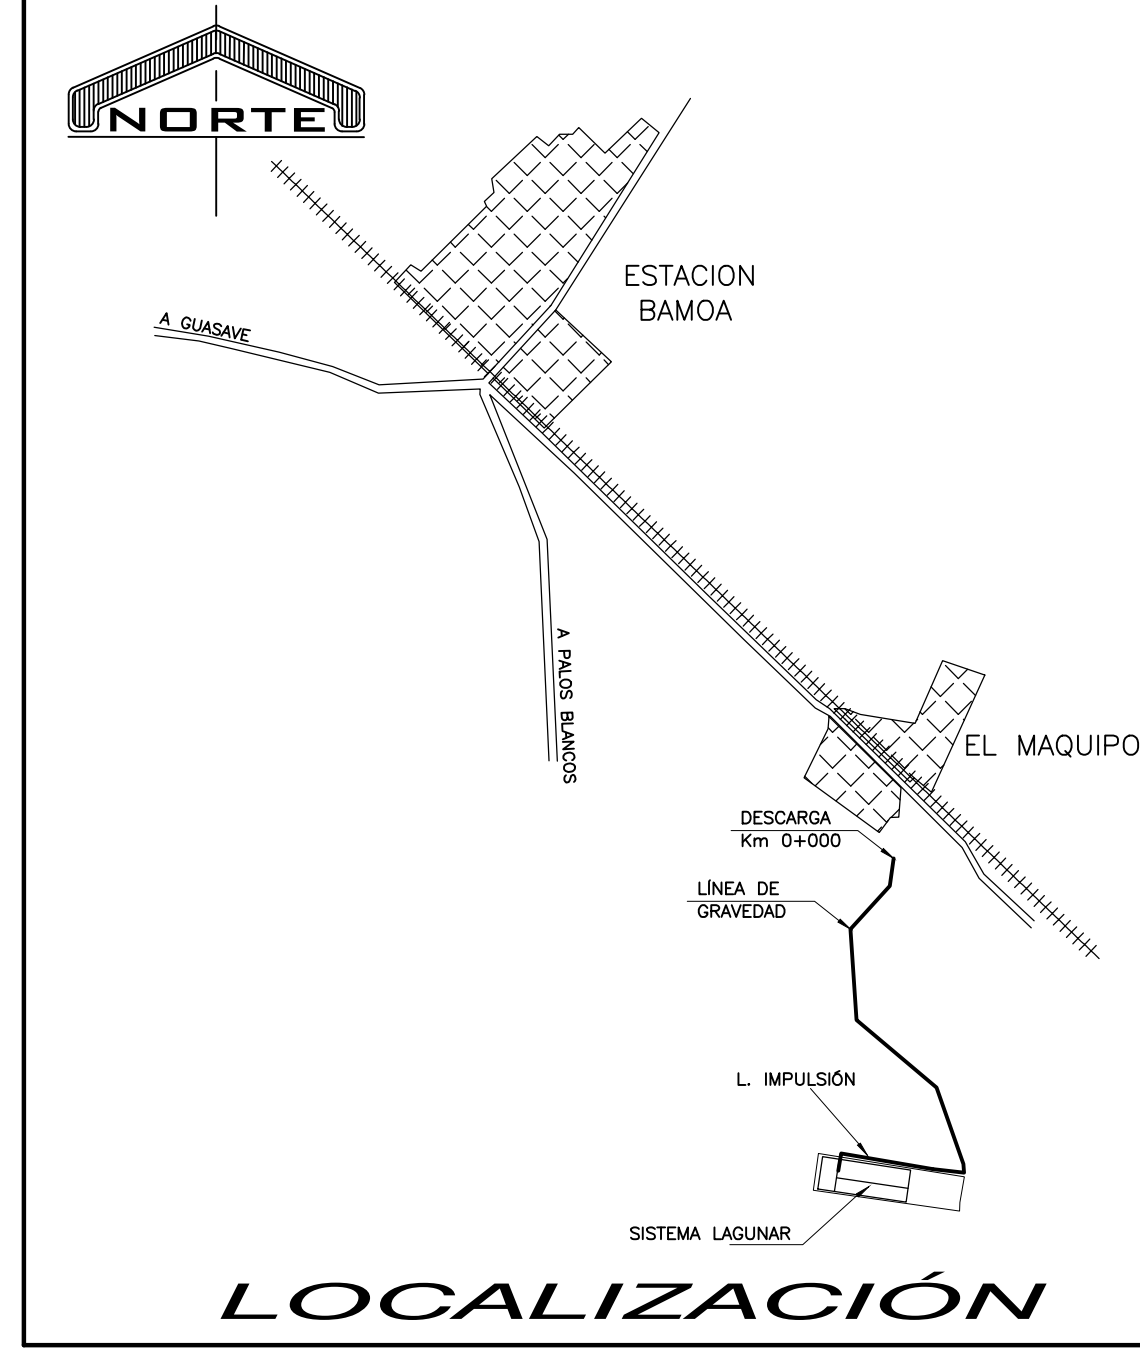 NORTE
ESTACION
BAMOA
A GUASAVE
A PALOS BLANCOS
EL MAQUIPO
DESCARGA
Km 0+000
LÍNEA DE
GRAVEDAD
L. IMPULSIÓN
SISTEMA LAGUNAR
LOCALIZACIÓN